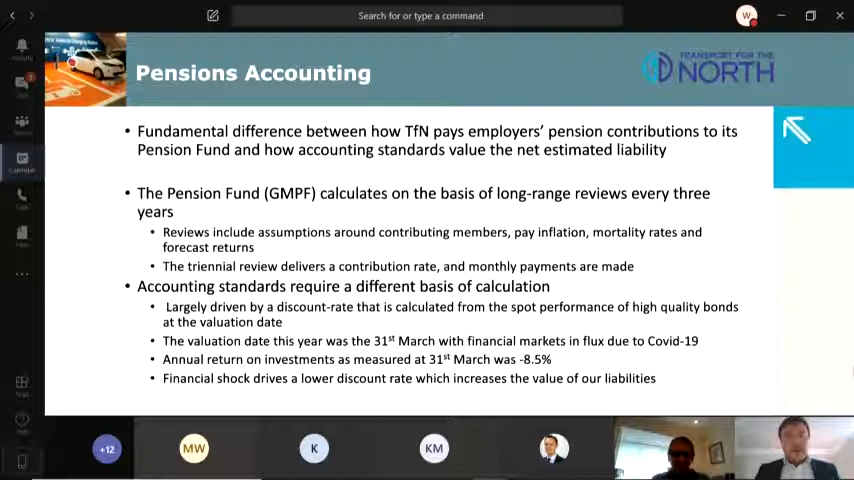 Search for or type a command
W
Pensions Accounting
TRANSPORT FOR THE
NORTH
• Fundamental difference between how TfN pays employers’ pension contributions to its
Pension Fund and how accounting standards value the net estimated liability
• The Pension Fund (GMPF) calculates on the basis of long-range reviews every three
years
• Reviews include assumptions around contributing members, pay inflation, mortality rates and
forecast returns
• The triennial review delivers a contribution rate, and monthly payments are made
• Accounting standards require a different basis of calculation
• Largely driven by a discount-rate that is calculated from the spot performance of high quality bonds
at the valuation date
• The valuation date this year was the 31st March with financial markets in flux due to Covid-19
• Annual return on investments as measured at 31st March was -8.5%
• Financial shock drives a lower discount rate which increases the value of our liabilities
Calendar
+12
MW
K
KM